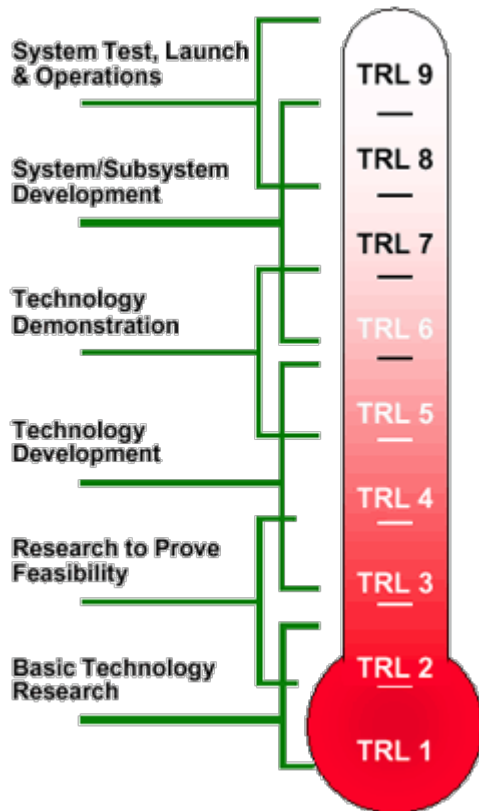 System Test, Launch
& Operations
System/Subsystem
Development
Technology
Demonstration
Technology
Development
Research to Prove
Feasibility
Basic Technology
Research
TRL 9
TRL 8
TRL 7
TRL 6
TRL 5
TRL 4
TRL 3
TRL 2
TRL 1